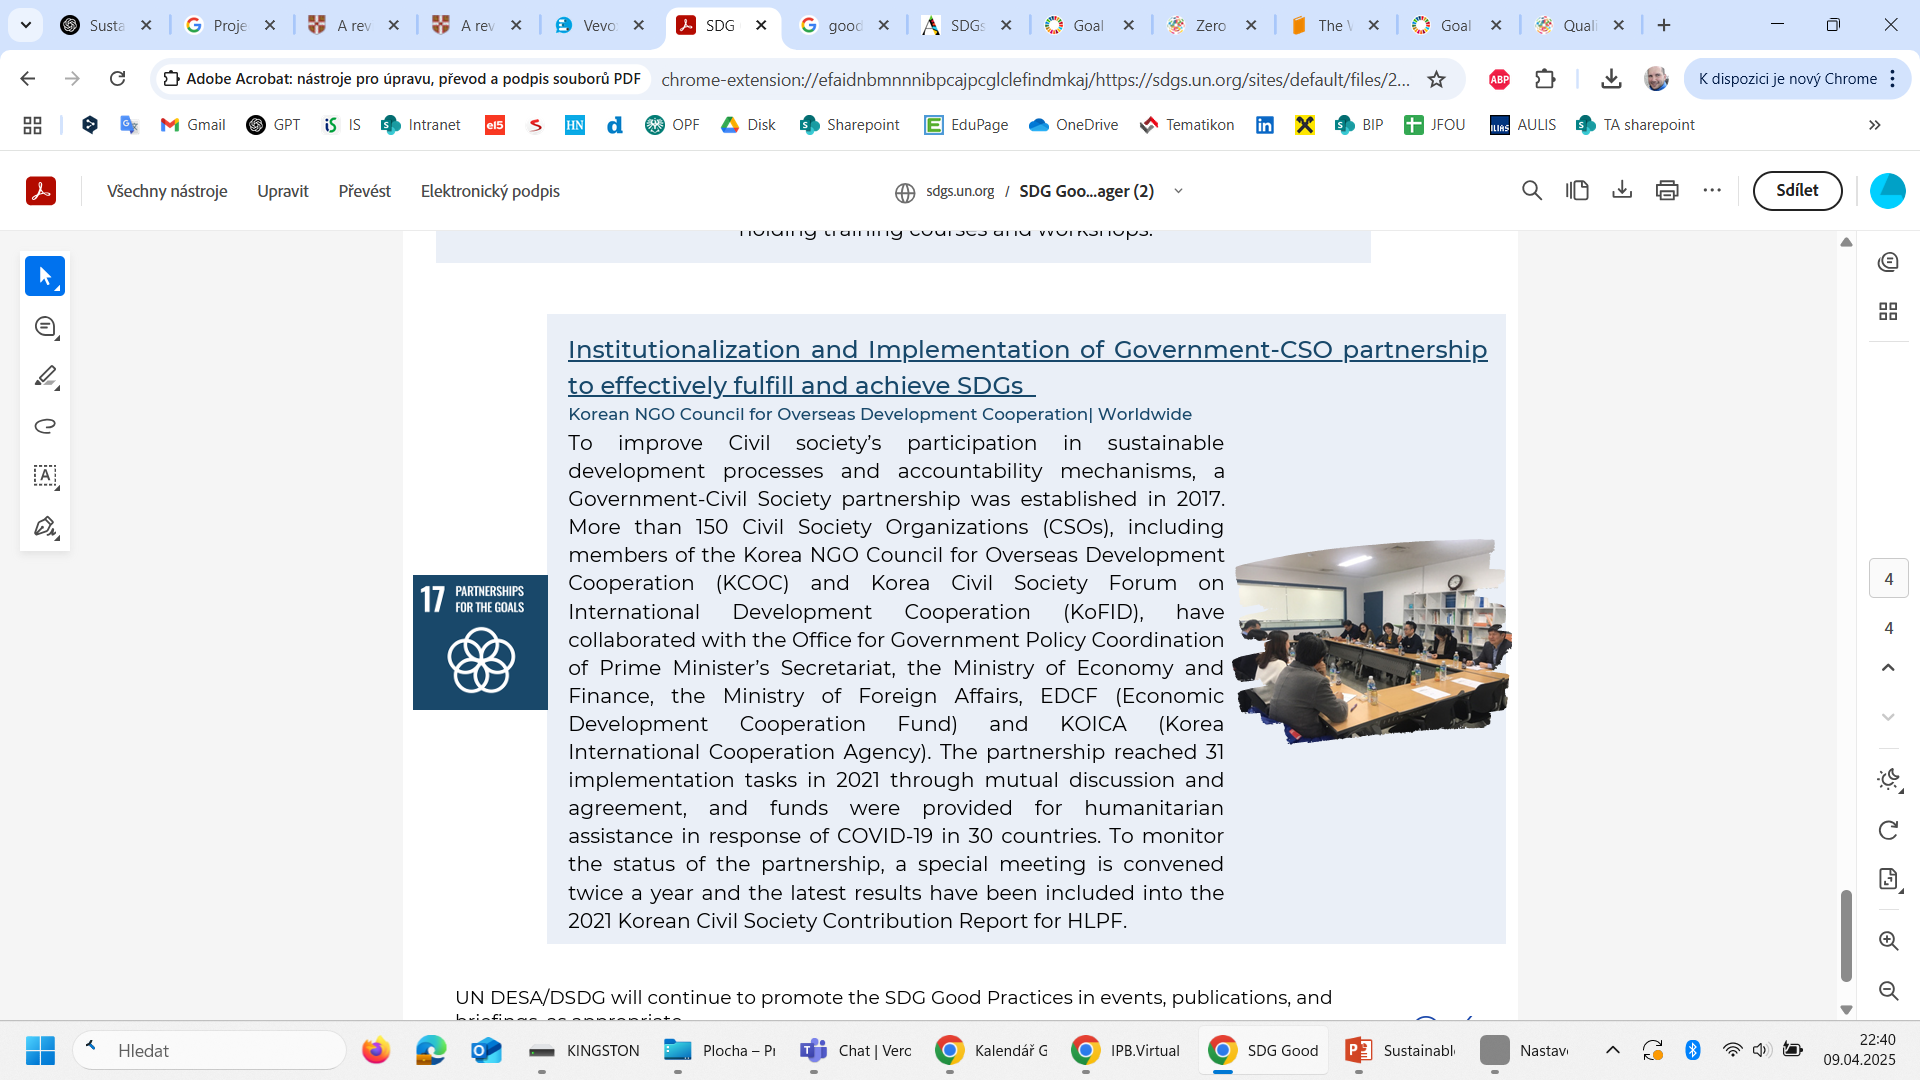 Susta
Proje
A rev
A rev
Vevo
SDG
good
SDGs
Goal
Zero
The V
Goal
Quali
Adobe Acrobat: nástroje pro úpravu, převod a podpis souborů PDF
chrome-extension://efaidnbmnnnibpcajpcglclefindmkaj/https://sdgs.un.org/sites/default/files/2...
ABP
K dispozici je nový Chrome
Gmail
GPT
IS
Intranet
el5
HN
d
OPF
Disk
Sharepoint
EduPage
OneDrive
Tematikon
in
BIP
JFOU
ILIAS
AULIS
TA sharepoint
Všechny nástroje
Upravit
Převést
Elektronický podpis
sdgs.un.org / SDG Goo...ager (2)
Sdílet
holding training courses and workshops.
Institutionalization and Implementation of Government-CSO partnership
to effectively fulfill and achieve SDGs
Korean NGO Council for Overseas Development Cooperation| Worldwide
To improve Civil society’s participation in sustainable
development processes and accountability mechanisms, a
Government-Civil Society partnership was established in 2017.
More than 150 Civil Society Organizations (CSOs), including
members of the Korea NGO Council for Overseas Development
Cooperation (KCOC) and Korea Civil Society Forum on
International Development Cooperation (KoFID), have
collaborated with the Office for Government Policy Coordination
of Prime Minister’s Secretariat, the Ministry of Economy and
Finance, the Ministry of Foreign Affairs, EDCF (Economic
Development Cooperation Fund) and KOICA (Korea
International Cooperation Agency). The partnership reached 31
implementation tasks in 2021 through mutual discussion and
agreement, and funds were provided for humanitarian
assistance in response of COVID-19 in 30 countries. To monitor
the status of the partnership, a special meeting is convened
twice a year and the latest results have been included into the
2021 Korean Civil Society Contribution Report for HLPF.
17 PARTNERSHIPS
FOR THE GOALS
4
4
UN DESA/DSDG will continue to promote the SDG Good Practices in events, publications, and
briefings, as appropriate
Hledat
KINGSTON
Plocha – Pr
Chat | Vero
Kalendář G
IPB.Virtual
SDG Good
Sustainabl
Nastav
22:40
09.04.2025